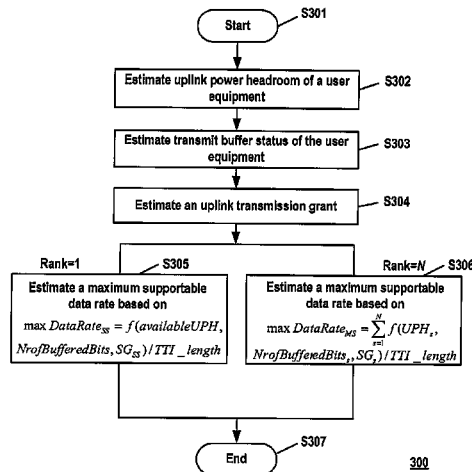 S301
Start
Estimate uplink power headroom of a user
equipment
S302
Estimate transmit buffer status of the user
equipment
S303
Estimate an uplink transmission grant
S304
Rank=1
S305
Estimate a maximum supportable
data rate based on
max DataRate_SS = f(availableUPH,
NrofBufferedBits, SG_SS)/TTI_length
Rank=N
S306
Estimate a maximum supportable
data rate based on
max DataRate_MS = ∑_{s=1}^{N} f(UPH_s,
NrofBufferedBits_s, SG_s)/TTI_length
S307
End
300